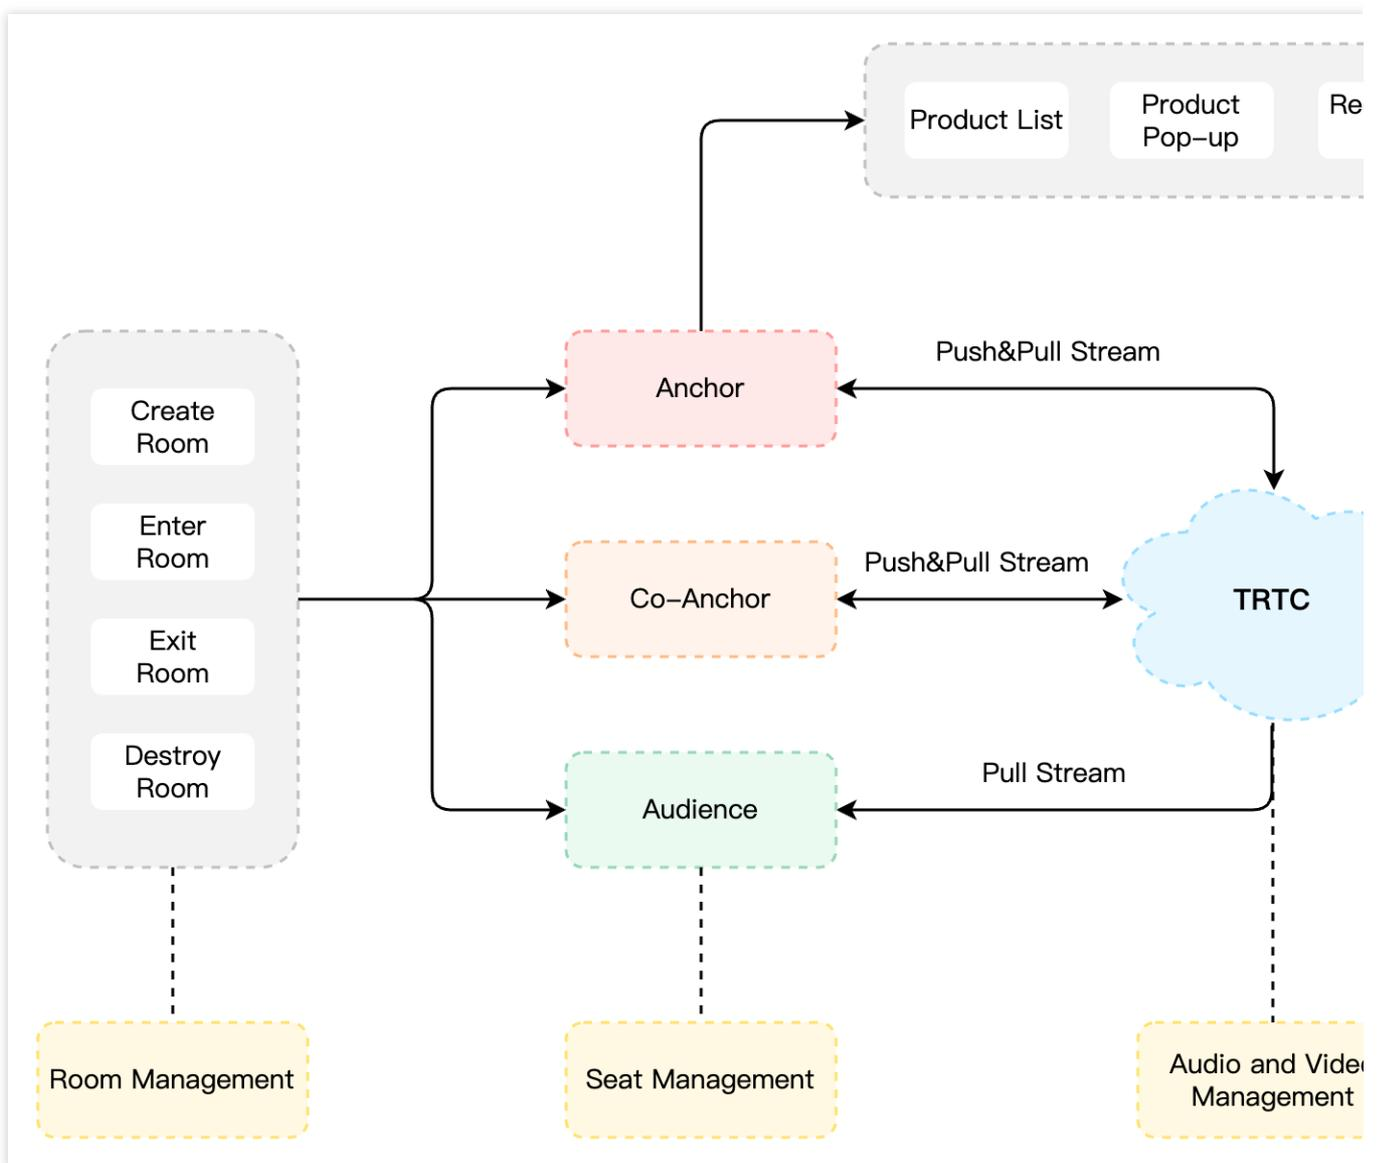 Product List
Product
Pop-up
Re
Push&Pull Stream
Anchor
Create
Room
Enter
Room
Push&Pull Stream
Co-Anchor
TRTC
Exit
Room
Destroy
Room
Pull Stream
Audience
Room Management
Seat Management
Audio and Vide
Management